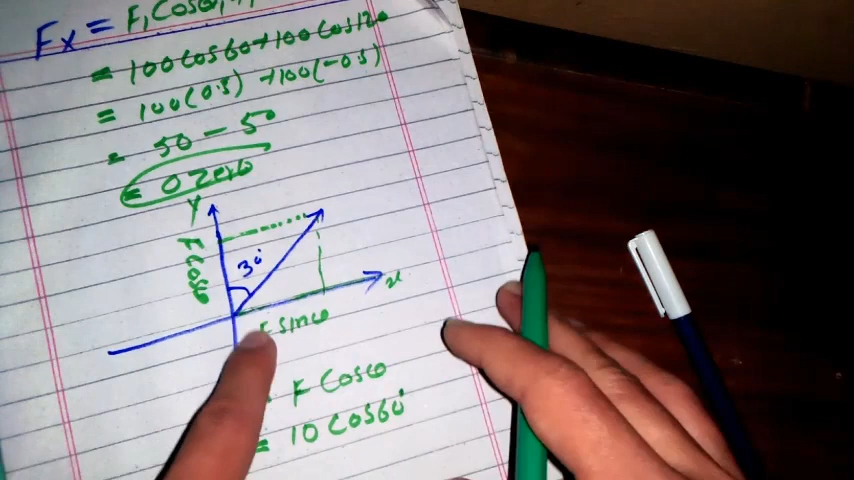 Fx = F₁ Cosθ₁
= 100 Cos 60 + 100 Cos 120
= 100 (0.5) + 100 (-0.5)
= 50 - 50
= 0 Zero
Y
F Cosθ
30°
x
F sinθ
F Cosθ
= 10 Cos 60°